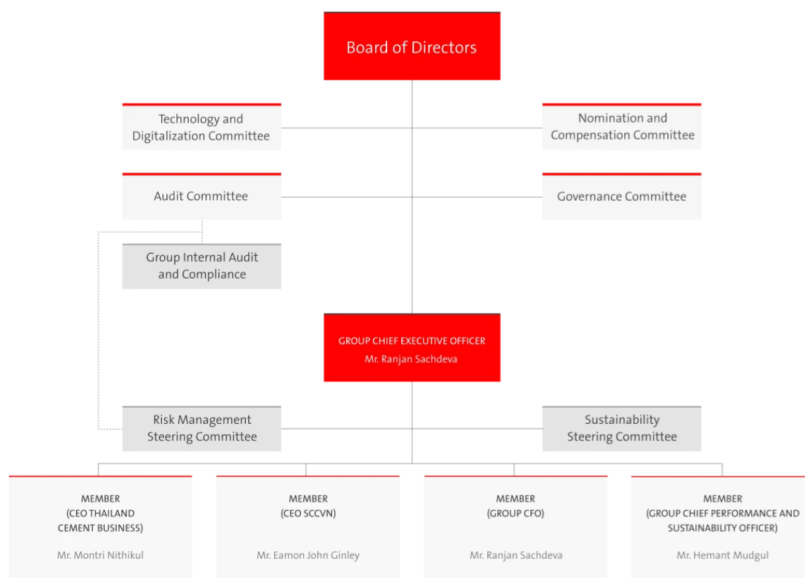 Board of Directors
Technology and
Digitalization Committee
Nomination and
Compensation Committee
Audit Committee
Governance Committee
Group Internal Audit
and Compliance
GROUP CHIEF EXECUTIVE OFFICER
Mr. Ranjan Sachdeva
Risk Management
Steering Committee
Sustainability
Steering Committee
MEMBER
(CEO THAILAND
CEMENT BUSINESS)
Mr. Montri Nithikul
MEMBER
(CEO SCCVN)
Mr. Eamon John Ginley
MEMBER
(GROUP CFO)
Mr. Ranjan Sachdeva
MEMBER
(GROUP CHIEF PERFORMANCE AND
SUSTAINABILITY OFFICER)
Mr. Hemant Mudgul